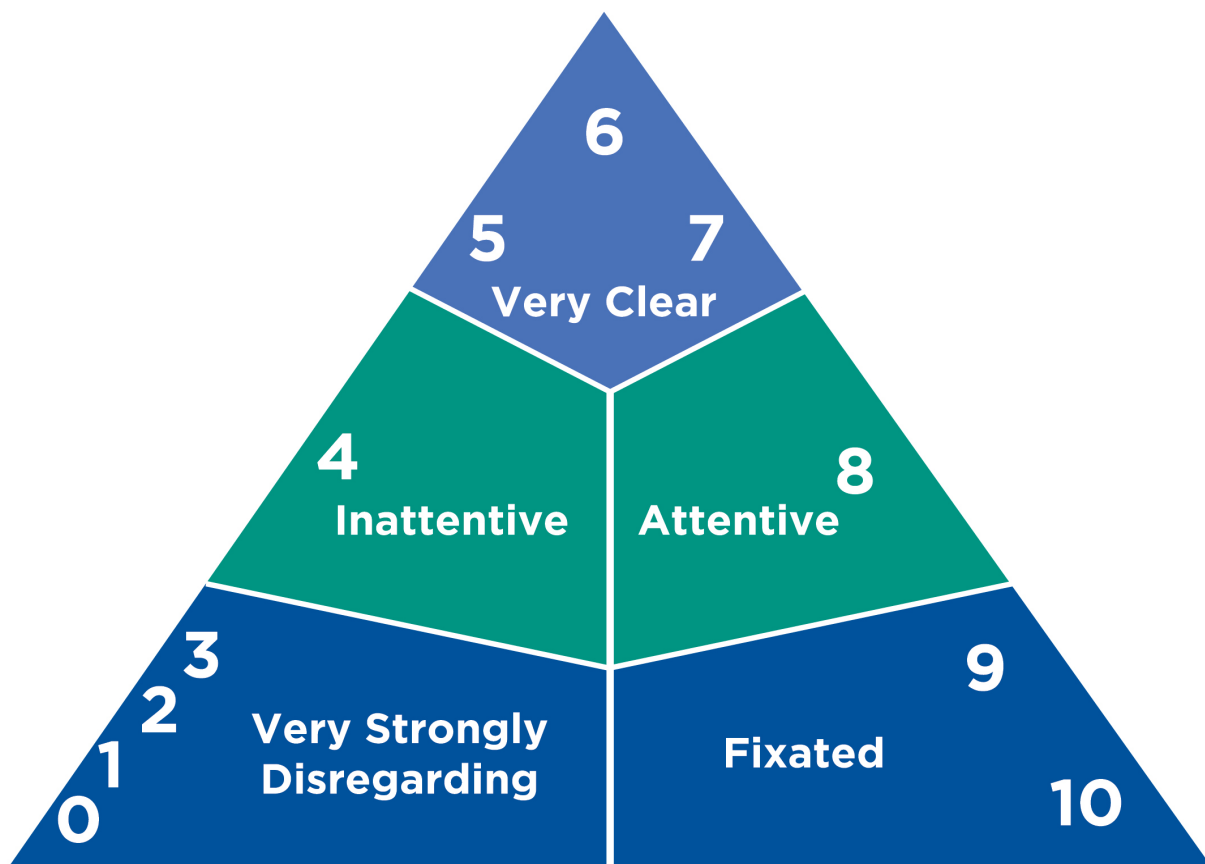 6
5
7
Very Clear
4
8
Inattentive
Attentive
3
9
2
Very Strongly
Disregarding
Fixated
1
0
10